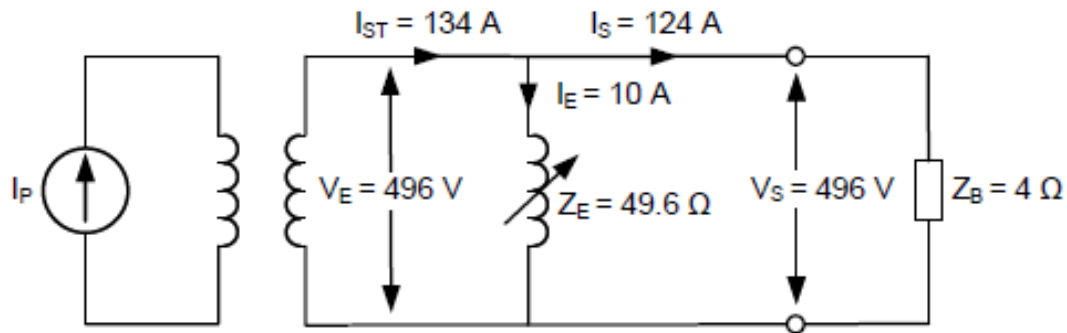 I_ST = 134 A
I_S = 124 A
I_E = 10 A
I_P
V_E = 496 V
Z_E = 49.6 Ω
V_S = 496 V
Z_B = 4 Ω